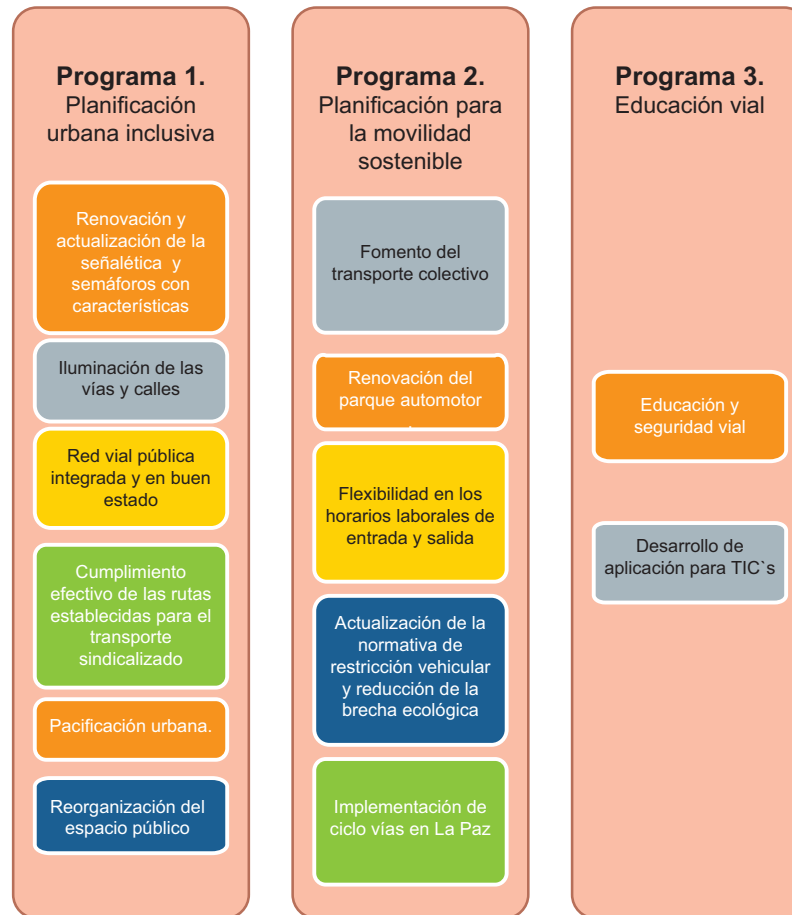 Programa 1.
Planificación
urbana inclusiva
Renovación y
actualización de la
señalética y
semáforos con
características
Iluminación de las
vías y calles
Red vial pública
integrada y en buen
estado
Cumplimiento
efectivo de las rutas
establecidas para el
transporte
sindicalizado
Pacificación urbana.
Reorganización del
espacio público
Programa 2.
Planificación para
la movilidad
sostenible
Fomento del
transporte colectivo
Renovación del
parque automotor
.
Flexibilidad en los
horarios laborales de
entrada y salida
Actualización de la
normativa de
restricción vehicular
y reducción de la
brecha ecológica
Implementación de
ciclo vías en La Paz
Programa 3.
Educación vial
Educación y
seguridad vial
Desarrollo de
aplicación para TIC`s